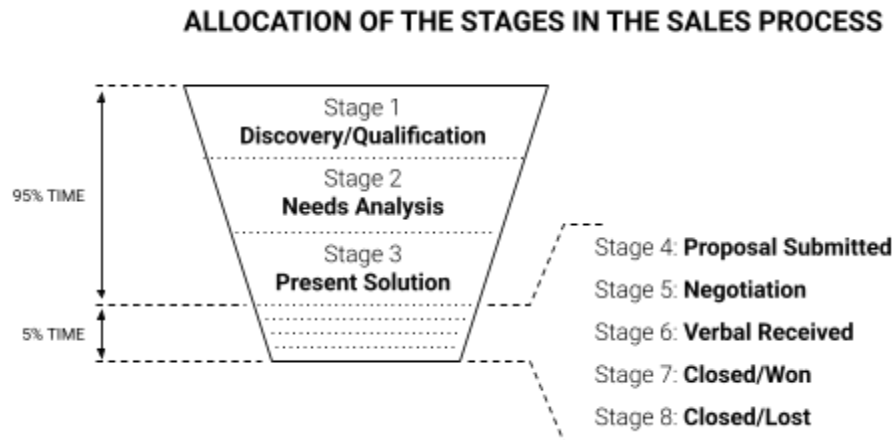 ALLOCATION OF THE STAGES IN THE SALES PROCESS
Stage 1
Discovery/Qualification
95% TIME
Stage 2
Needs Analysis
Stage 3
Present Solution
5% TIME
Stage 4: Proposal Submitted
Stage 5: Negotiation
Stage 6: Verbal Received
Stage 7: Closed/Won
Stage 8: Closed/Lost